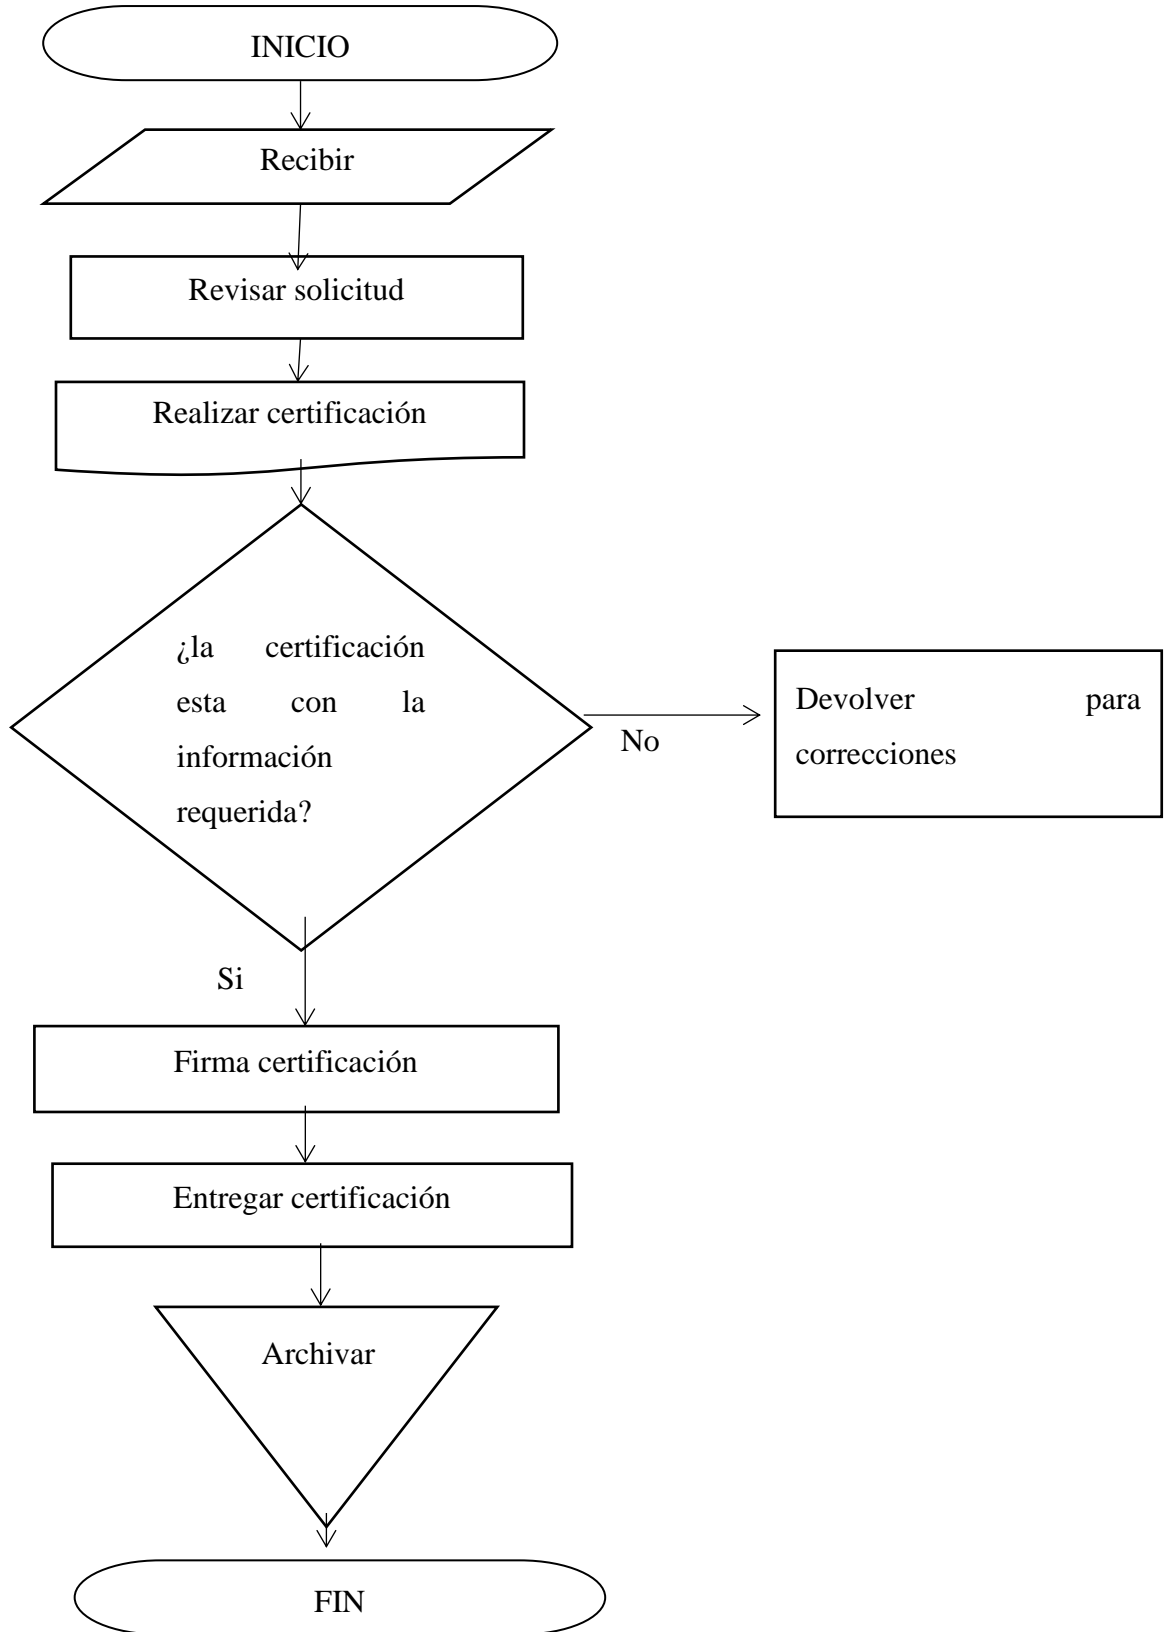 INICIO
Recibir
Revisar solicitud
Realizar certificación
¿la certificación
esta con la
información
requerida?
No
Devolver para
correcciones
Si
Firma certificación
Entregar certificación
Archivar
FIN